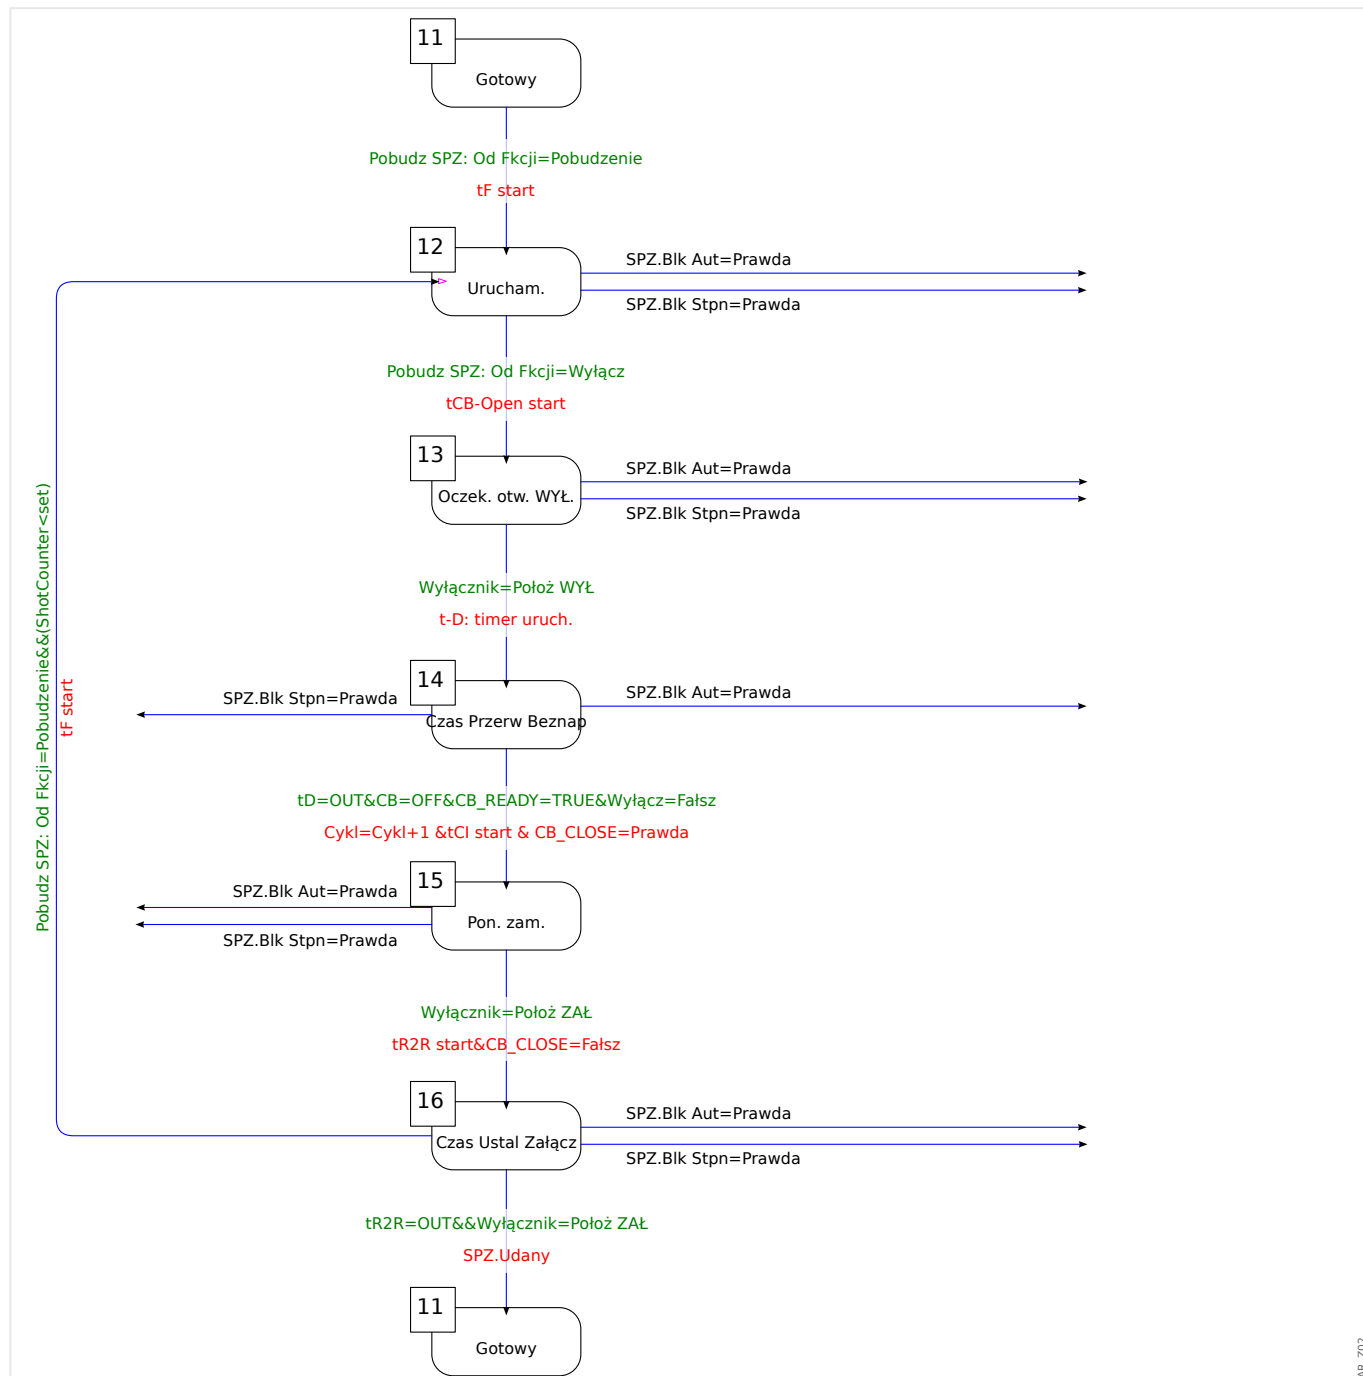 11
Gotowy
Pobudz SPZ: Od Fkcji=Pobudzenie
tF start
12
Urucham.
SPZ.Blk Aut=Prawda
SPZ.Blk Stpn=Prawda
Pobudz SPZ: Od Fkcji=Wyłącz
tCB-Open start
13
Oczek. otw. WYŁ.
SPZ.Blk Aut=Prawda
SPZ.Blk Stpn=Prawda
Wyłącznik=Położ WYŁ
t-D: timer uruch.
14
Czas Przerw Beznap
SPZ.Blk Stpn=Prawda
SPZ.Blk Aut=Prawda
Pobudz SPZ: Od Fkcji=Pobudzenie&&(ShotCounter<set)
tF start
tD=OUT&CB=OFF&CB_READY=TRUE&Wyłącz=Fałsz
Cykl=Cykl+1 &tCI start & CB_CLOSE=Prawda
15
Pon. zam.
SPZ.Blk Aut=Prawda
SPZ.Blk Stpn=Prawda
Wyłącznik=Położ ZAŁ
tR2R start&CB_CLOSE=Fałsz
16
Czas Ustal Załącz
SPZ.Blk Aut=Prawda
SPZ.Blk Stpn=Prawda
tR2R=OUT&&Wyłącznik=Położ ZAŁ
SPZ.Udany
11
Gotowy